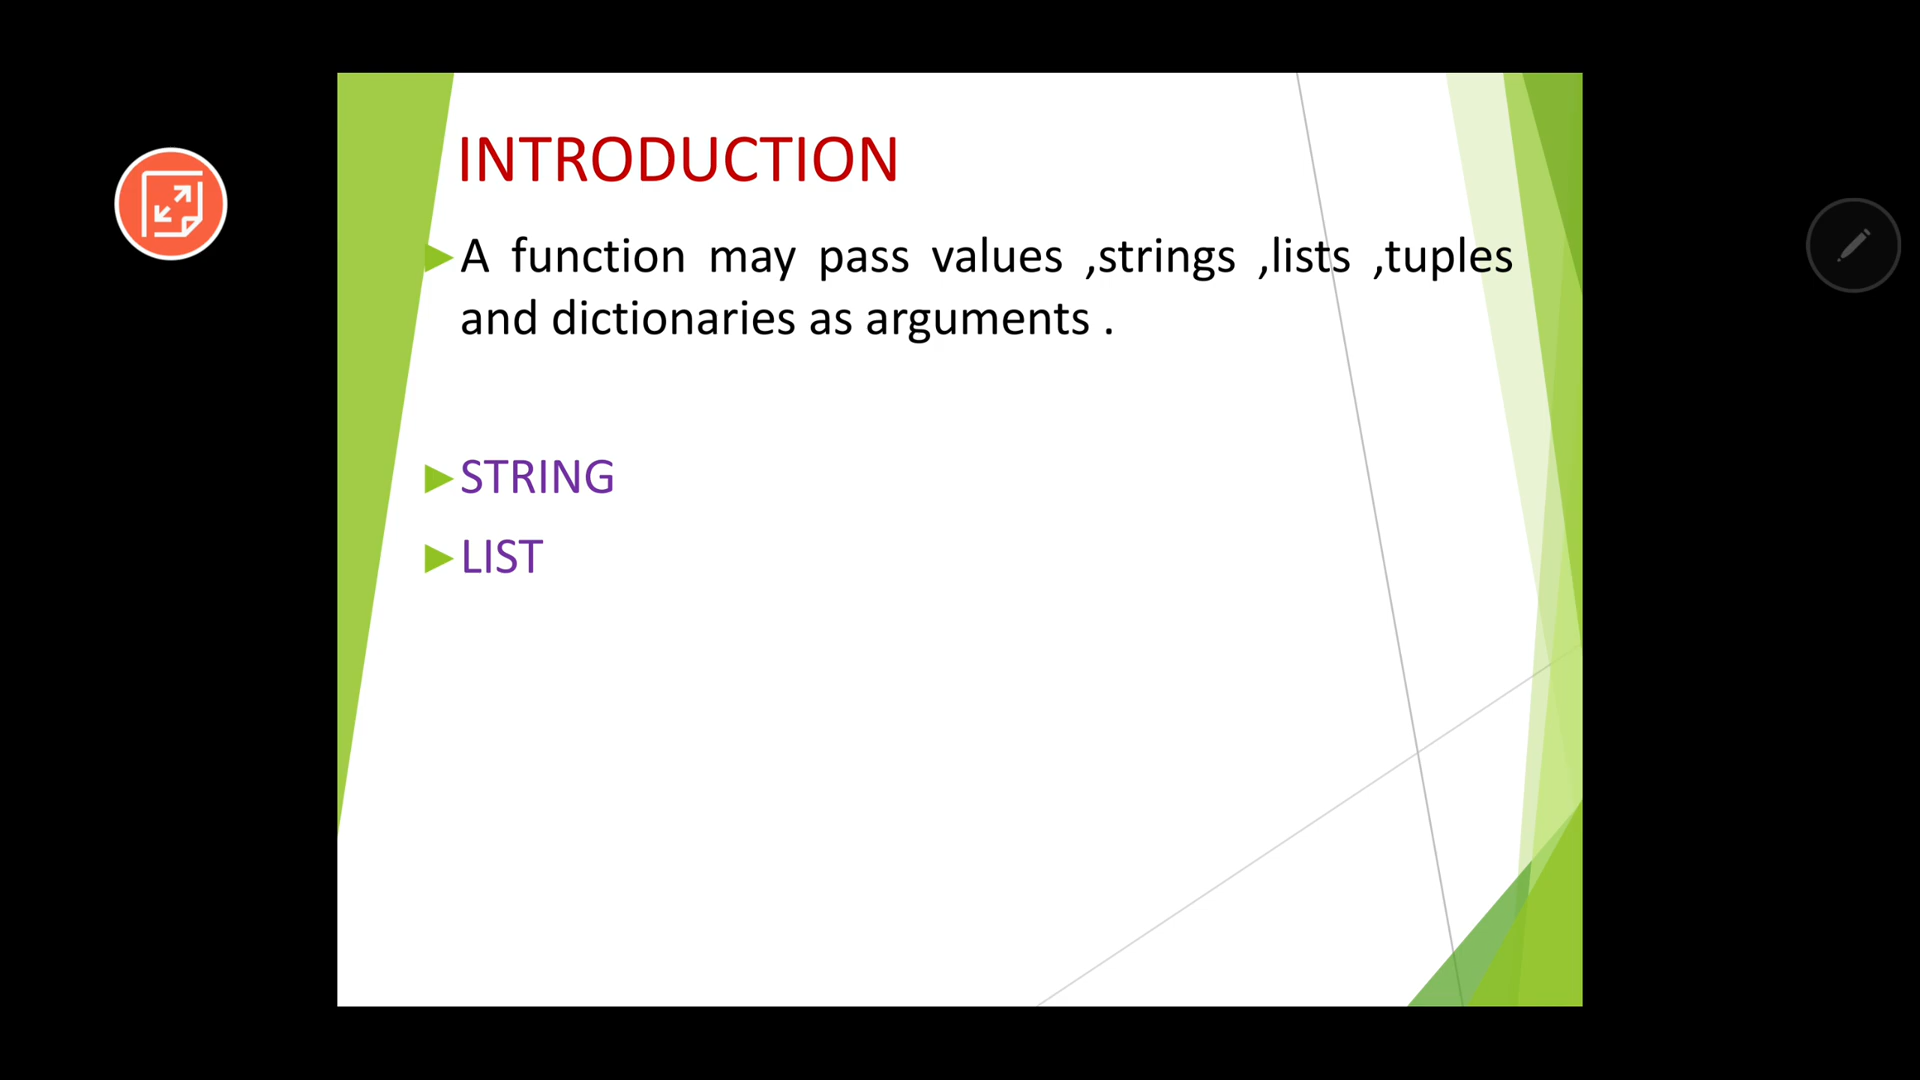 INTRODUCTION
A function may pass values ,strings ,lists ,tuples
and dictionaries as arguments .
STRING
LIST